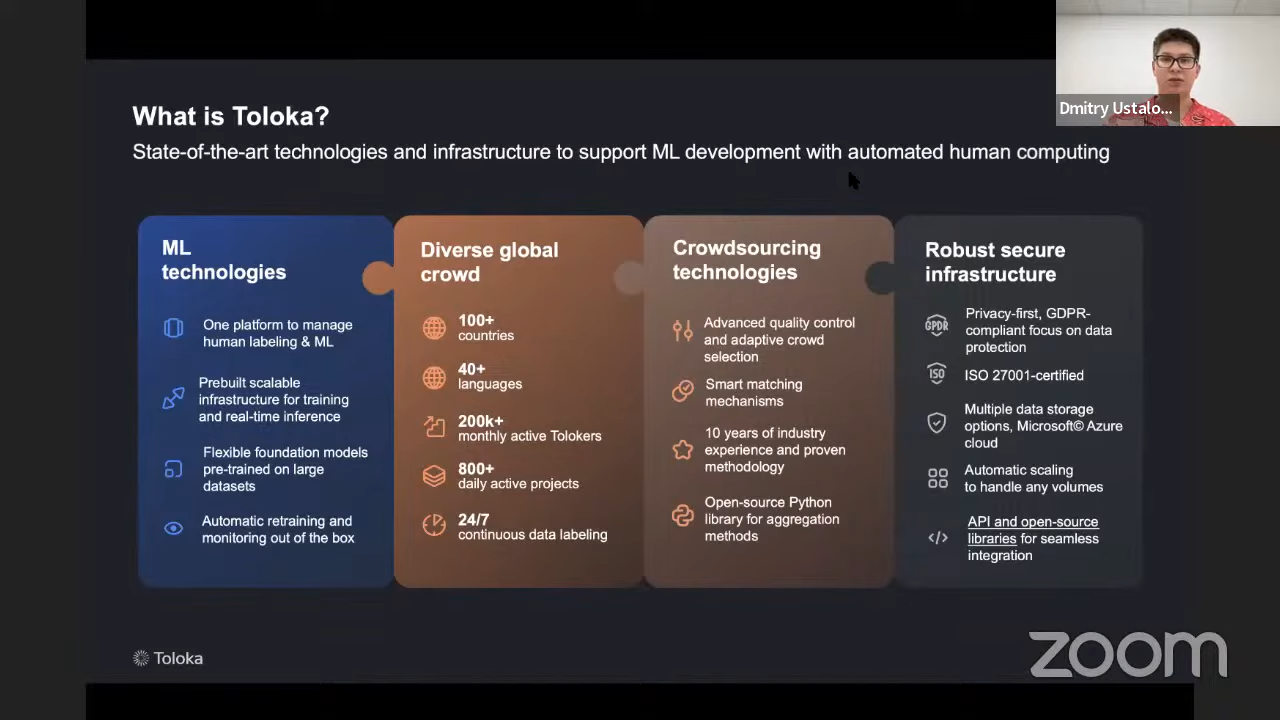 Dmitry Ustalo...
What is Toloka?
State-of-the-art technologies and infrastructure to support ML development with automated human computing
ML
technologies
One platform to manage
human labeling & ML
Prebuilt scalable
infrastructure for training
and real-time inference
Flexible foundation models
pre-trained on large
datasets
Automatic retraining and
monitoring out of the box
Diverse global
crowd
100+
countries
40+
languages
200k+
monthly active Tolokers
800+
daily active projects
24/7
continuous data labeling
Crowdsourcing
technologies
Advanced quality control
and adaptive crowd
selection
Smart matching
mechanisms
10 years of industry
experience and proven
methodology
Open-source Python
library for aggregation
methods
Robust secure
infrastructure
GPDR
Privacy-first, GDPR-
compliant focus on data
protection
ISO
ISO 27001-certified
Multiple data storage
options, Microsoft© Azure
cloud
Automatic scaling
to handle any volumes
API and open-source
libraries for seamless
integration
Toloka
zoom